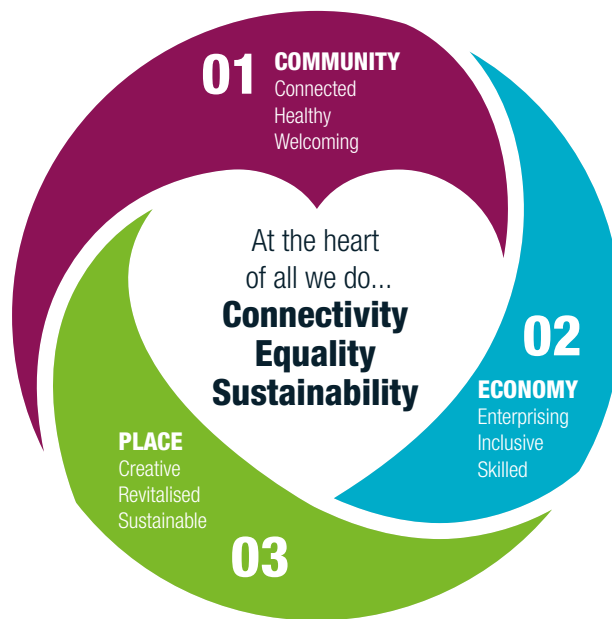 01
COMMUNITY
Connected
Healthy
Welcoming
At the heart
of all we do...
Connectivity
Equality
Sustainability
02
ECONOMY
Enterprising
Inclusive
Skilled
PLACE
Creative
Revitalised
Sustainable
03